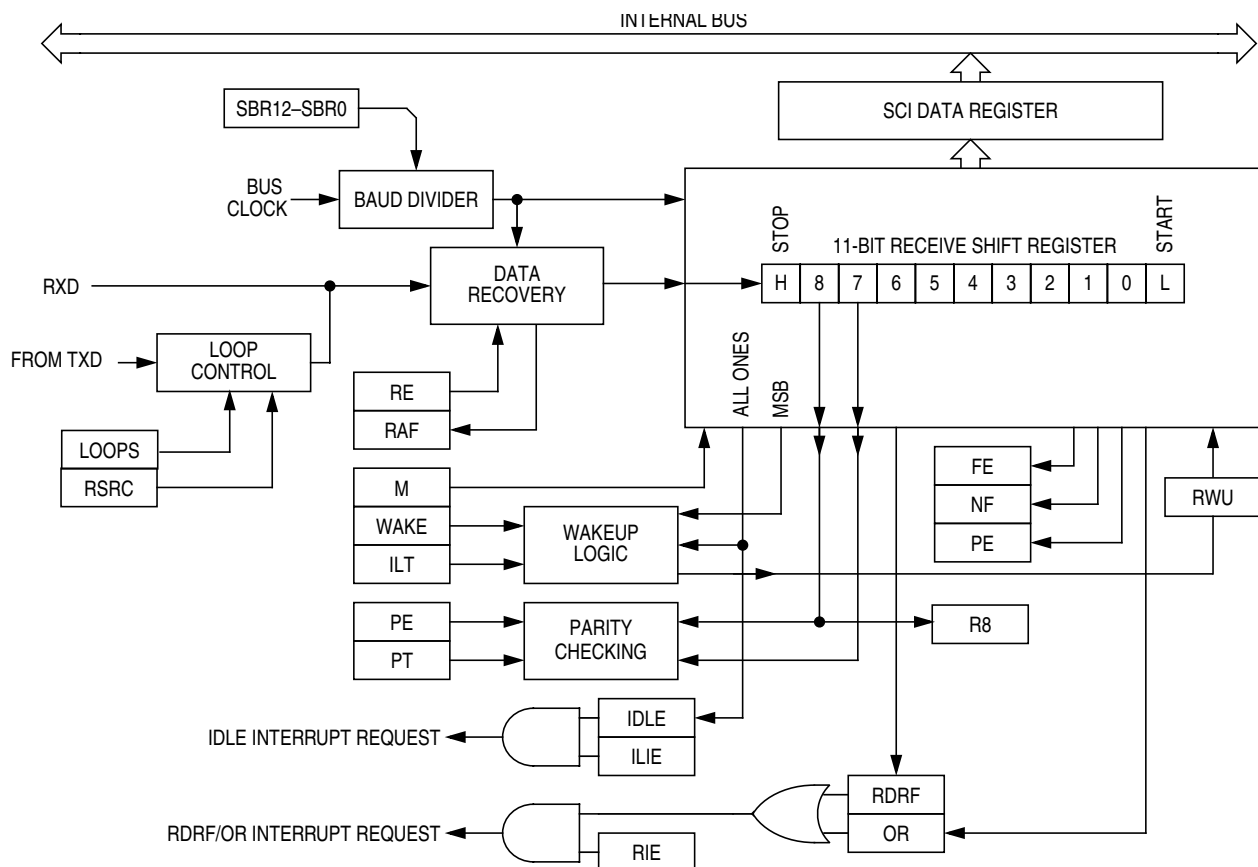 INTERNAL BUS
SBR12–SBR0
SCI DATA REGISTER
BUS
CLOCK
BAUD DIVIDER
STOP
11-BIT RECEIVE SHIFT REGISTER
START
RXD
DATA
RECOVERY
H 8 7 6 5 4 3 2 1 0 L
FROM TXD
LOOP
CONTROL
ALL ONES
MSB
RE
RAF
LOOPS
RSRC
M
WAKE
ILT
WAKEUP
LOGIC
FE
NF
PE
RWU
PE
PT
PARITY
CHECKING
R8
IDLE INTERRUPT REQUEST
IDLE
ILIE
RDRF
OR
RDRF/OR INTERRUPT REQUEST
RIE